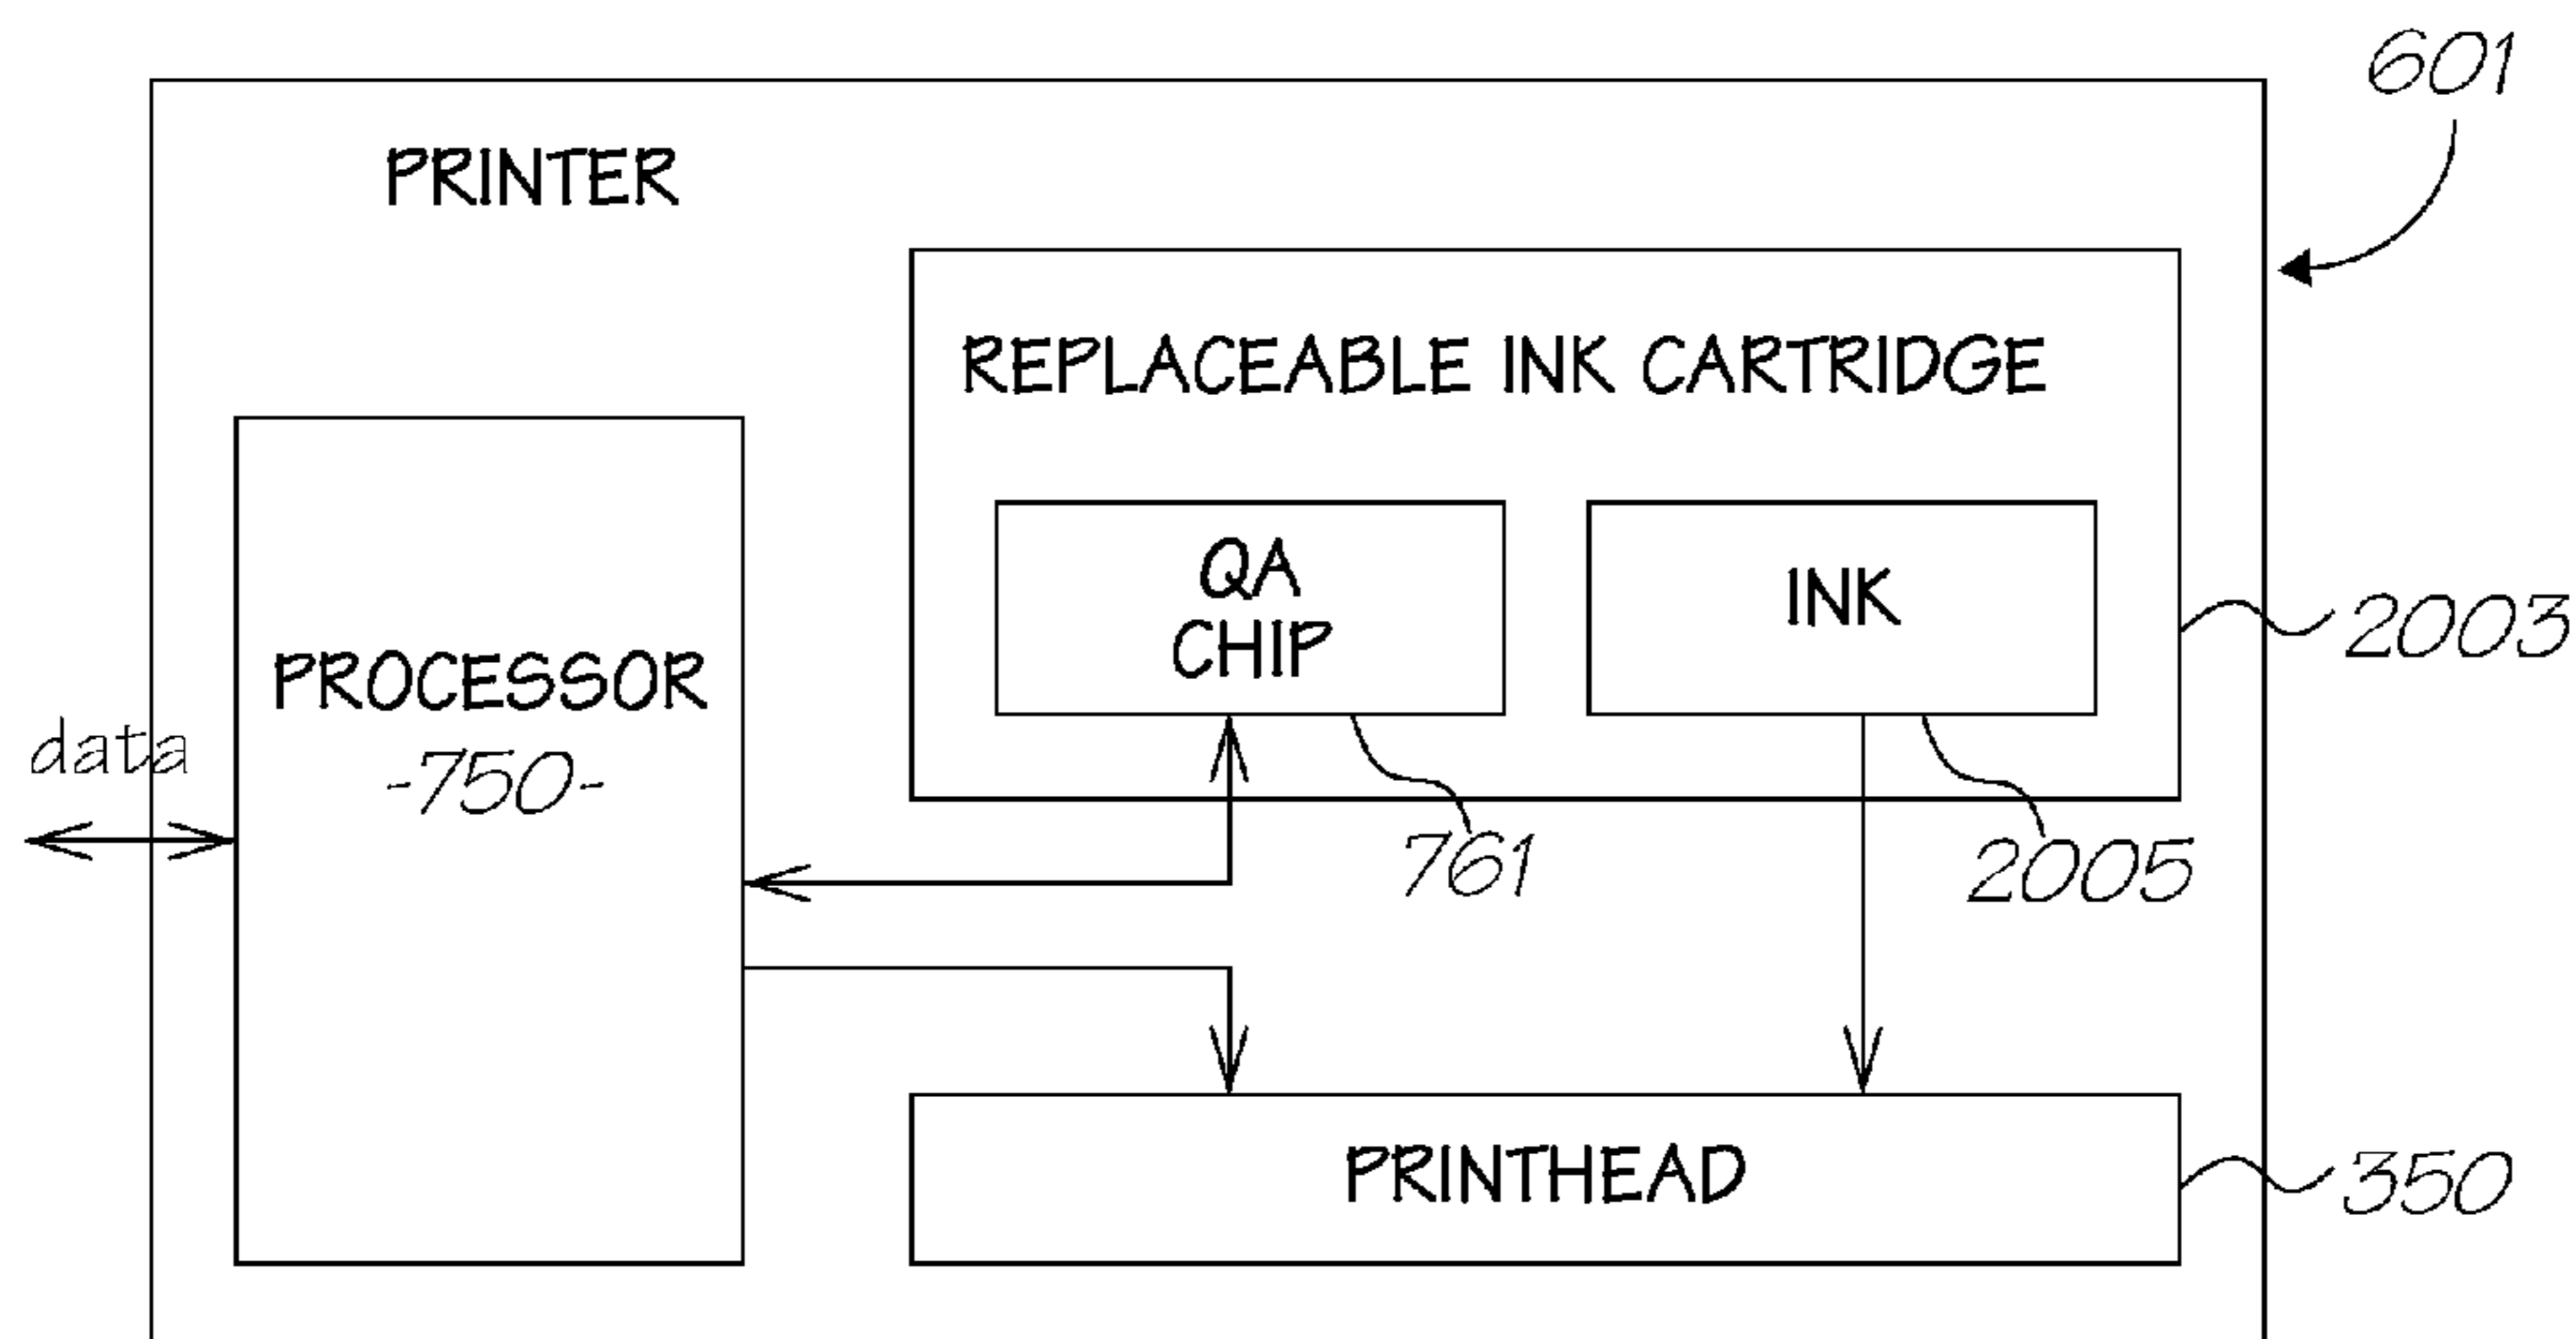 601
PRINTER
REPLACEABLE INK CARTRIDGE
QA
CHIP
INK
2003
PROCESSOR
-750-
data
761
2005
PRINTHEAD
350